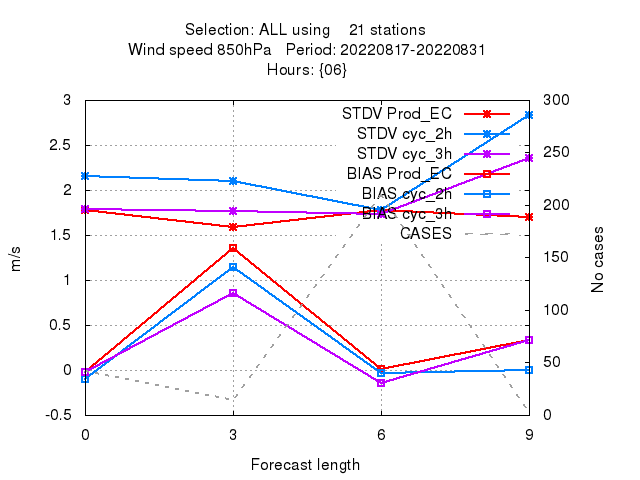 Selection: ALL using    21 stations
Wind speed 850hPa   Period: 20220817-20220831
Hours: {06}
3 300
STDV Prod_EC
STDV cyc_2h
2.5 250
STDV cyc_3h
BIAS Prod_EC
2 200
BIAS cyc_2h
BIAS cyc_3h
CASES
1.5 150
m/s
No cases
1 100
0.5 50
0
-0.5 0
0 3 6 9
Forecast length